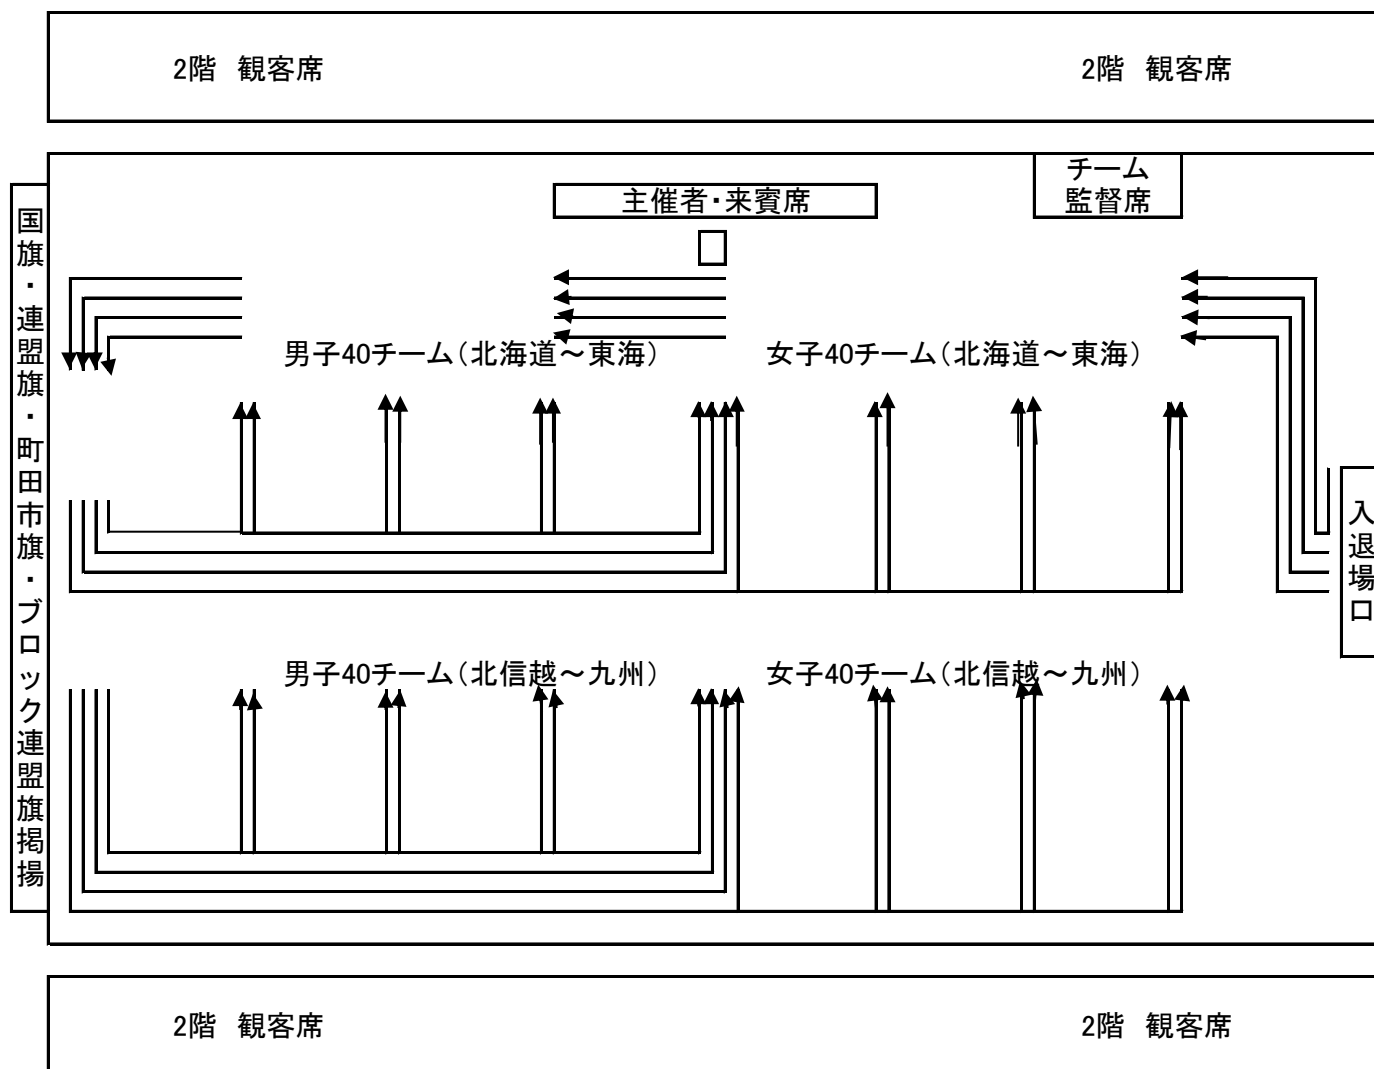 2階 観客席
2階 観客席
チーム
監督席
主催者・来賓席
国旗・連盟旗・町田市旗・ブロック連盟旗掲揚
男子40チーム(北海道～東海)
女子40チーム(北海道～東海)
入退場口
男子40チーム(北信越～九州)
女子40チーム(北信越～九州)
2階 観客席
2階 観客席